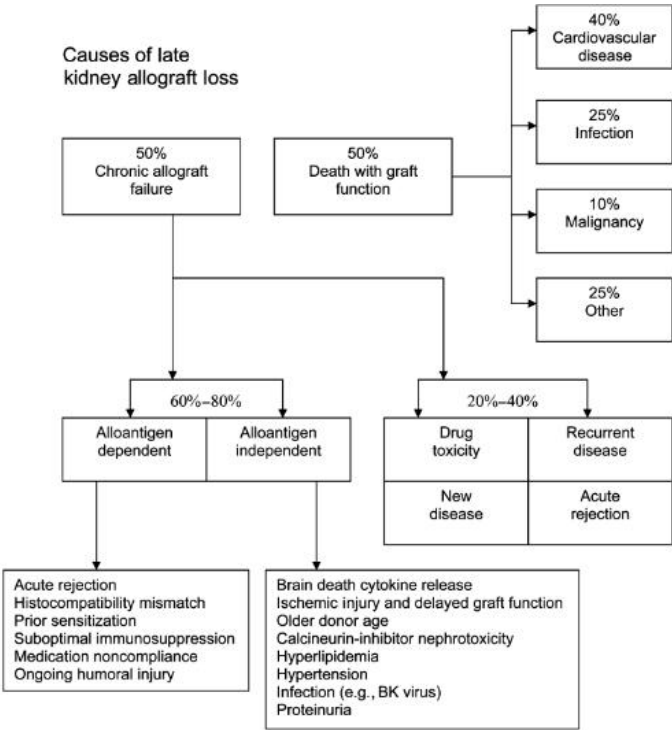 Causes of late
kidney allograft loss
40%
Cardiovascular
disease
50%
Chronic allograft
failure
50%
Death with graft
function
25%
Infection
10%
Malignancy
25%
Other
60%–80%
20%–40%
Alloantigen
dependent
Alloantigen
independent
Drug
toxicity
Recurrent
disease
New
disease
Acute
rejection
Acute rejection
Histocompatibility mismatch
Prior sensitization
Suboptimal immunosuppression
Medication noncompliance
Ongoing humoral injury
Brain death cytokine release
Ischemic injury and delayed graft function
Older donor age
Calcineurin-inhibitor nephrotoxicity
Hyperlipidemia
Hypertension
Infection (e.g., BK virus)
Proteinuria